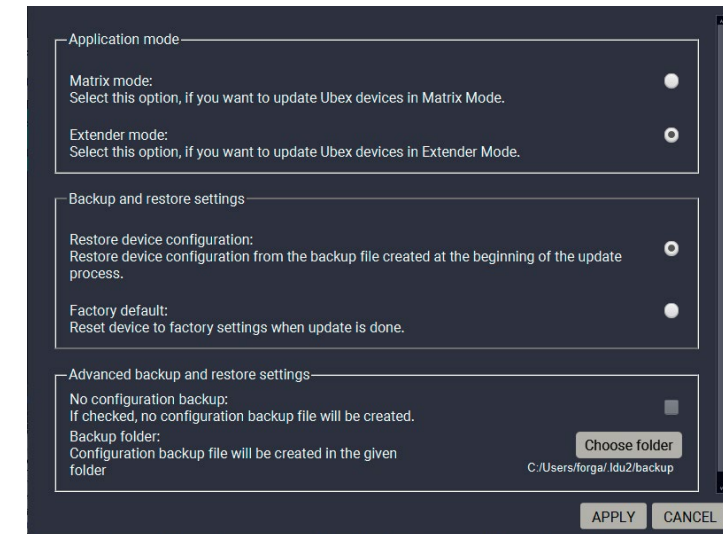 Application mode
Matrix mode:
Select this option, if you want to update Ubex devices in Matrix Mode.
Extender mode:
Select this option, if you want to update Ubex devices in Extender Mode.
Backup and restore settings
Restore device configuration:
Restore device configuration from the backup file created at the beginning of the update
process.
Factory default:
Reset device to factory settings when update is done.
Advanced backup and restore settings
No configuration backup:
If checked, no configuration backup file will be created.
Backup folder:
Configuration backup file will be created in the given
folder
Choose folder
C:/Users/forga/.ldu2/backup
APPLY
CANCEL